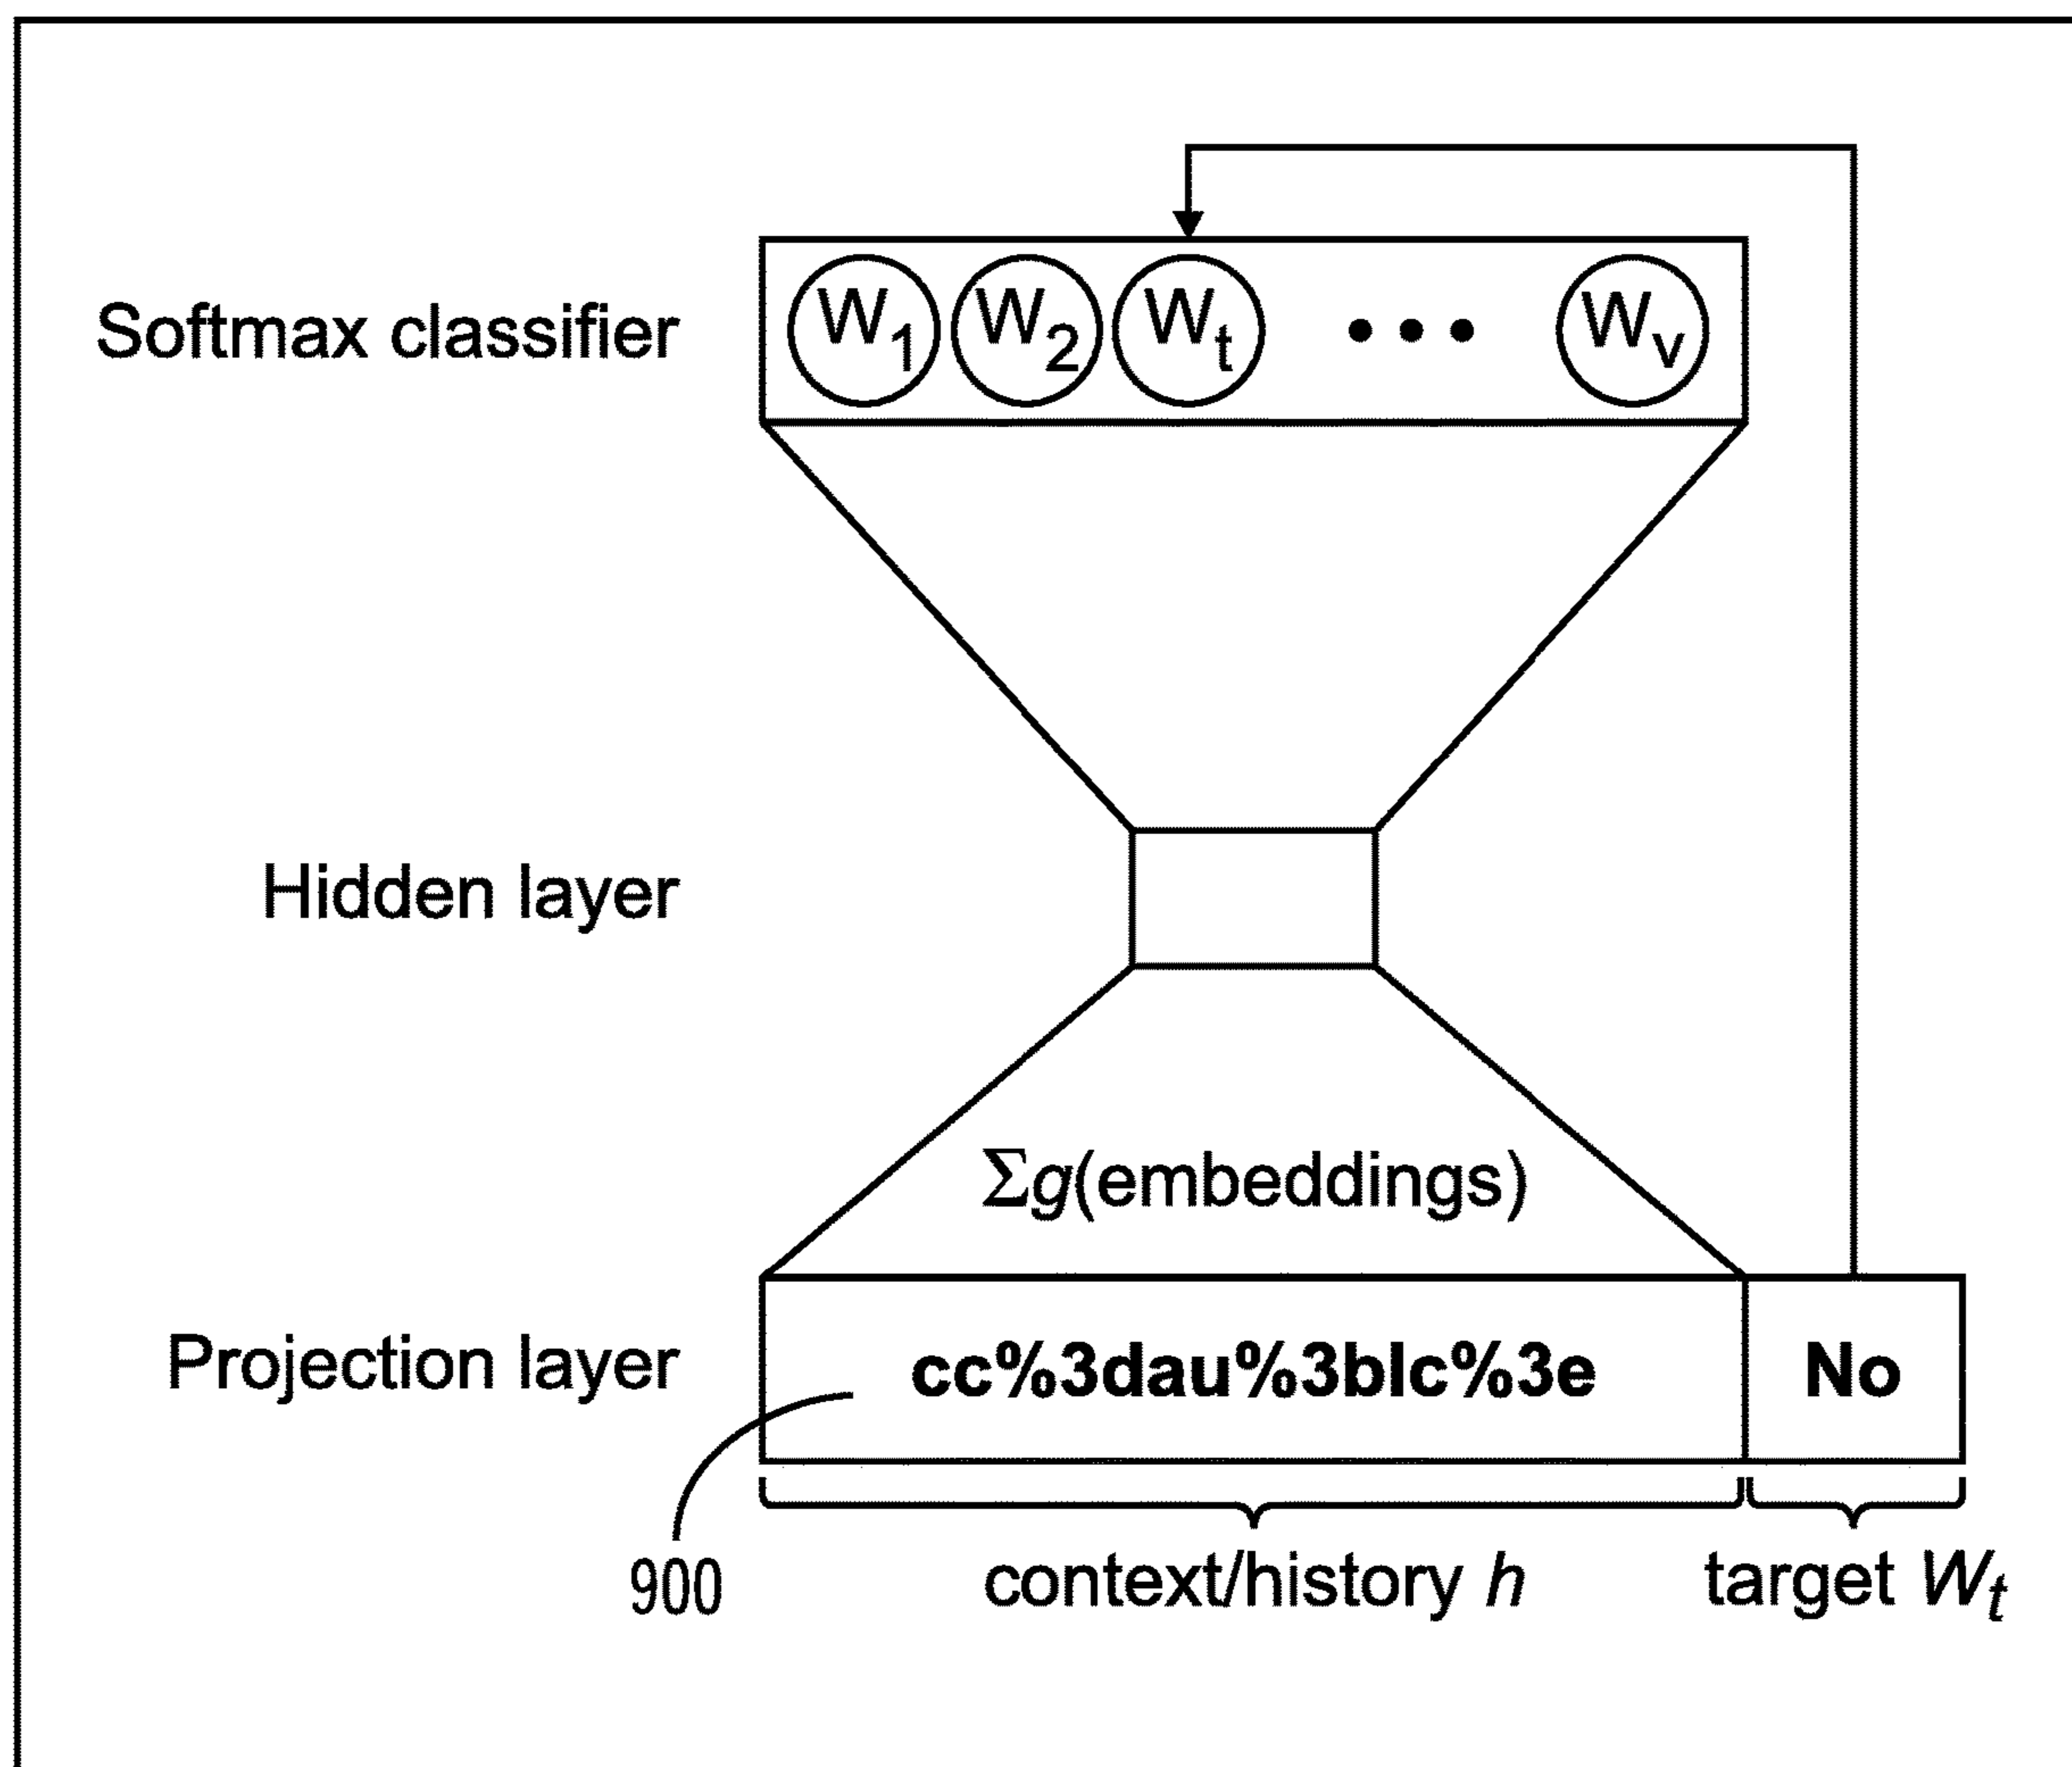 Softmax classifier W₁ W₂ Wₜ ••• Wᵥ
Hidden layer
Σg(embeddings)
Projection layer cc%3dau%3blc%3e No
900 context/history h target Wₜ